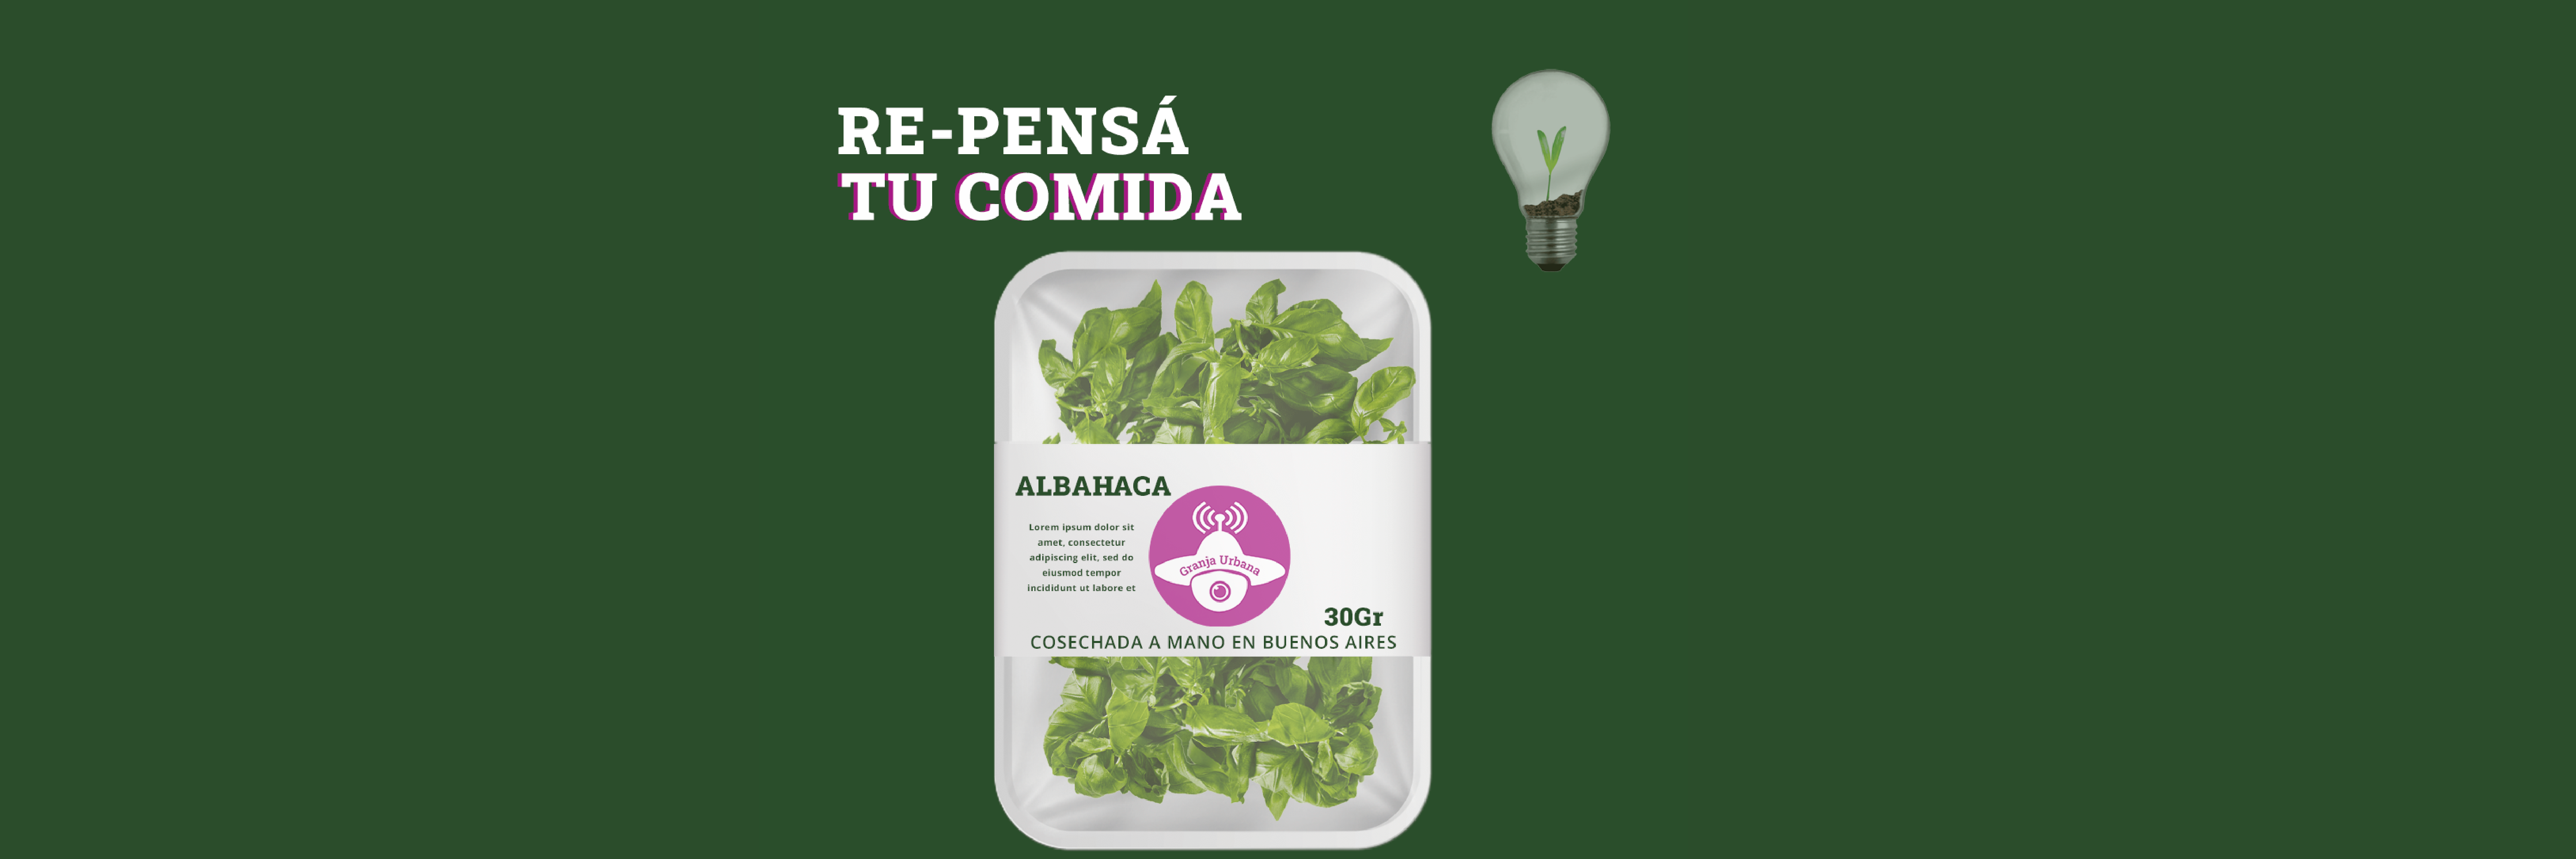 RE-PENSÁ
TU COMIDA
ALBAHACA
Lorem ipsum dolor sit
amet, consectetur
adipiscing elit, sed do
eiusmod tempor
incididunt ut labore et
Granja Urbana
30Gr
COSECHADA A MANO EN BUENOS AIRES